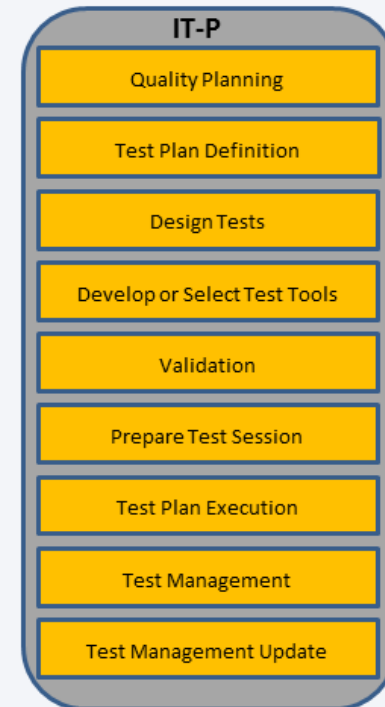 IT-P
Quality Planning
Test Plan Definition
Design Tests
Develop or Select Test Tools
Validation
Prepare Test Session
Test Plan Execution
Test Management
Test Management Update